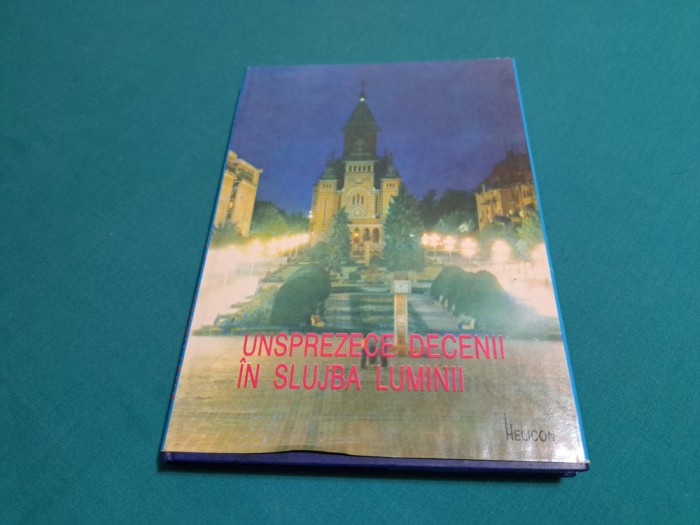 UNSPREZECE DECENII
ÎN SLUJBA LUMINII
HELICON